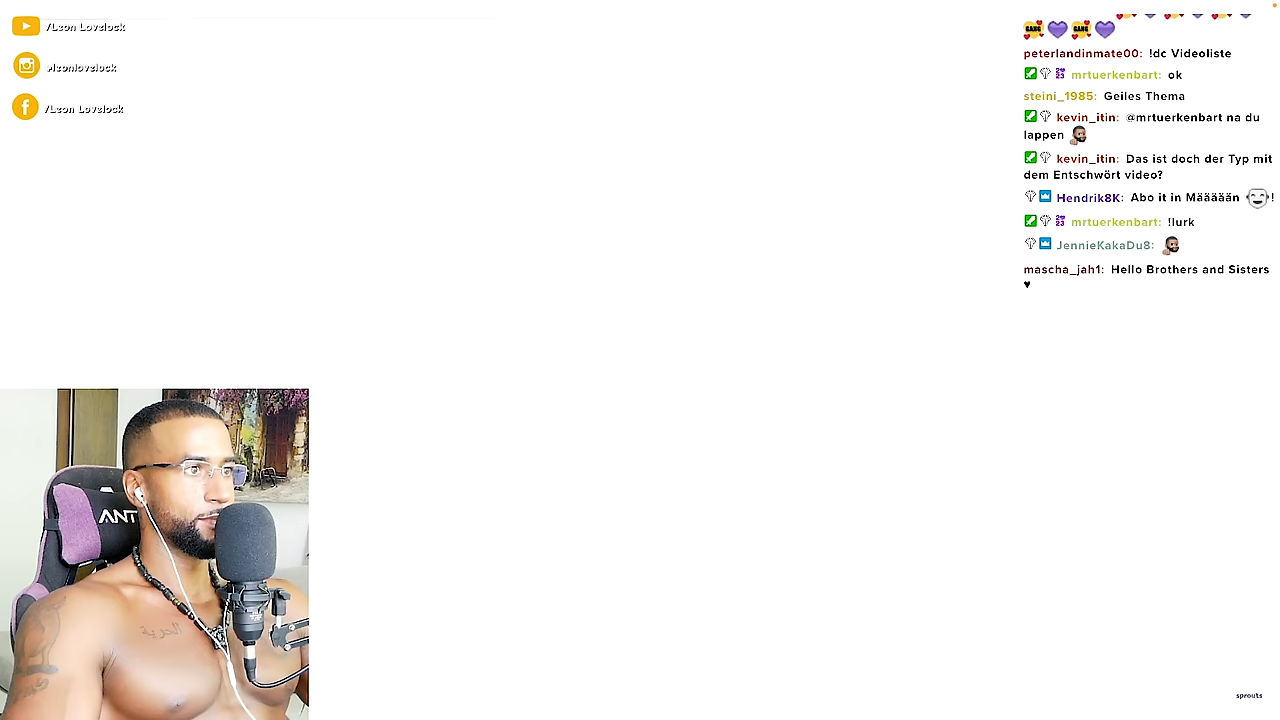 /Leon Lovelock
#leonlovelock
/Leon Lovelock
peterlandinmate00: !dc Videoliste
mrtuerkenbart: ok
steini_1985: Geiles Thema
kevin_itin: @mrtuerkenbart na du
lappen
kevin_itin: Das ist doch der Typ mit
dem Entschwört video?
Hendrik8K: Abo it in Määäään !
mrtuerkenbart: !lurk
JennieKakaDu8:
mascha_jah1: Hello Brothers and Sisters
♥
ANT
الحرية
sprouts